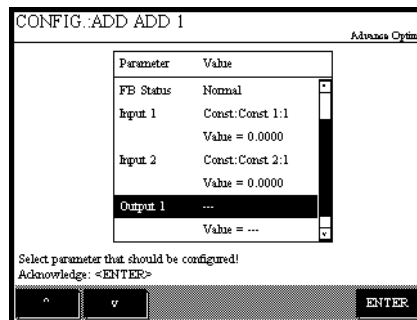 CONFIG.:ADD ADD 1
Advance Optim
Parameter Value
FB Status Normal
Input 1 Const:Const 1:1
Value = 0.0000
Input 2 Const:Const 2:1
Value = 0.0000
Output 1 ---
Value = ---
Select parameter that should be configured!
Acknowledge: <ENTER>
^ v ENTER